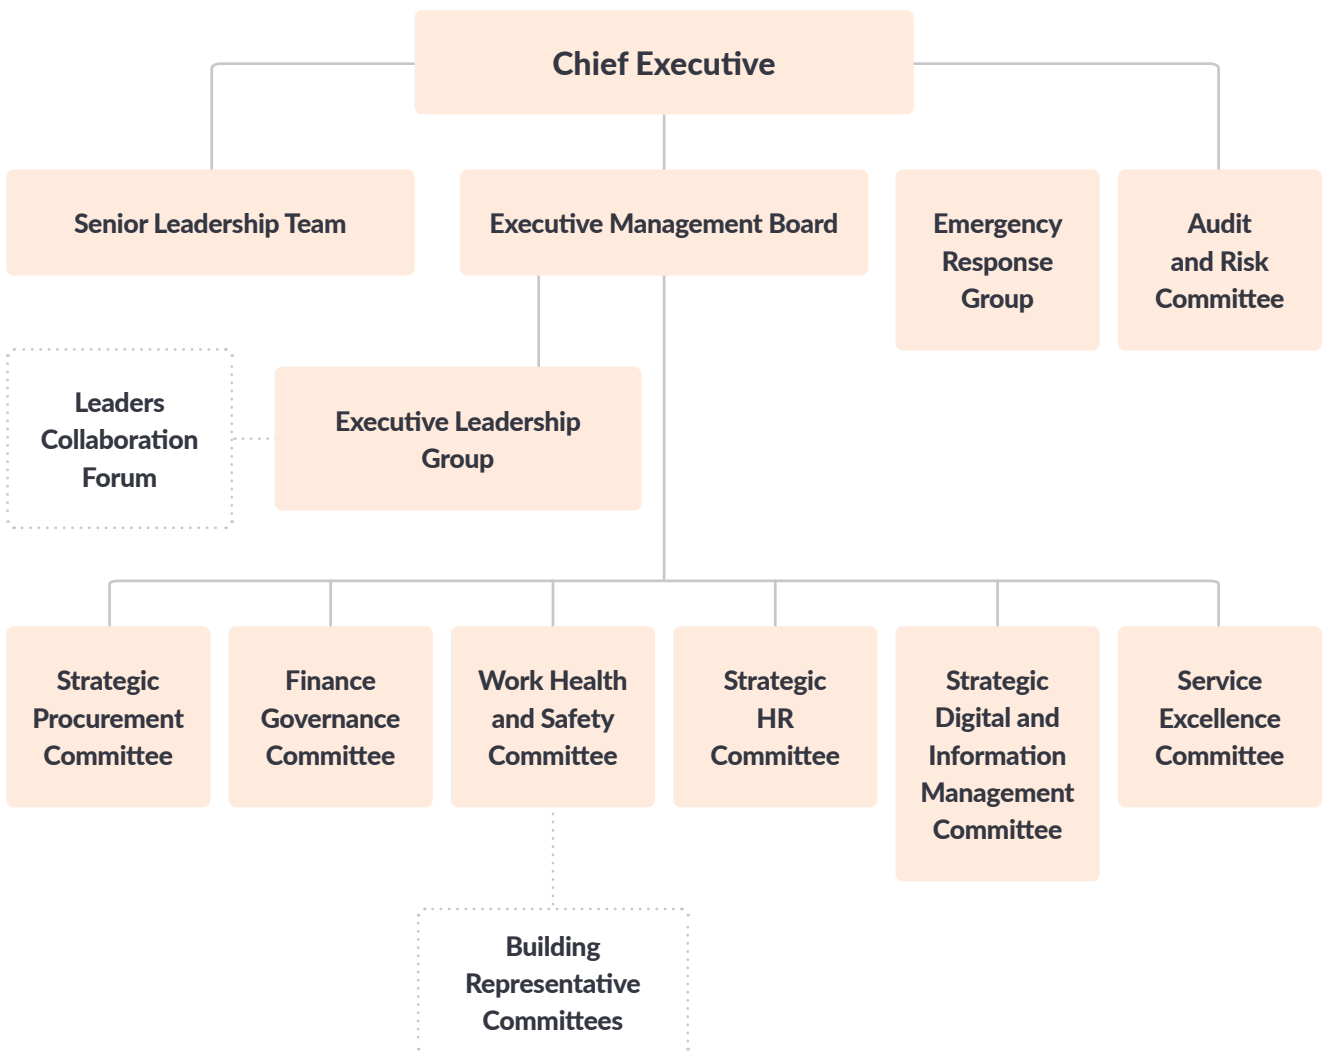 Chief Executive
Senior Leadership Team
Executive Management Board
Emergency
Response
Group
Audit
and Risk
Committee
Leaders
Collaboration
Forum
Executive Leadership
Group
Strategic
Procurement
Committee
Finance
Governance
Committee
Work Health
and Safety
Committee
Strategic
HR
Committee
Strategic
Digital and
Information
Management
Committee
Service
Excellence
Committee
Building
Representative
Committees